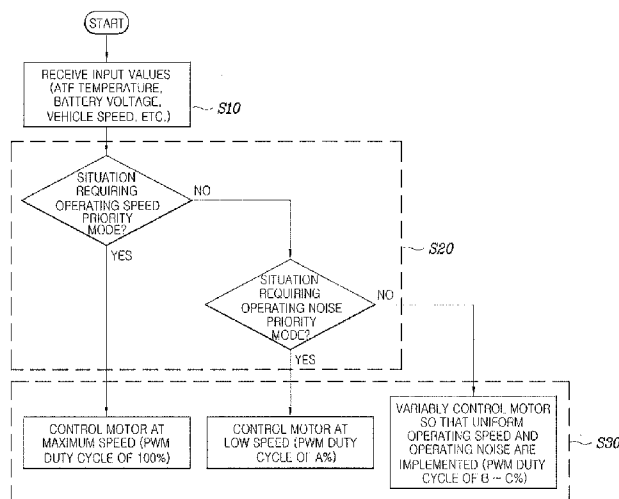 START
RECEIVE INPUT VALUES
(ATF TEMPERATURE,
BATTERY VOLTAGE,
VEHICLE SPEED, ETC.)
S10
SITUATION
REQUIRING
OPERATING SPEED
PRIORITY
MODE?
NO
YES
S20
SITUATION
REQUIRING
OPERATING NOISE
PRIORITY
MODE?
NO
YES
CONTROL MOTOR AT
MAXIMUM SPEED (PWM
DUTY CYCLE OF 100%)
CONTROL MOTOR AT
LOW SPEED (PWM DUTY
CYCLE OF A%)
VARIABLY CONTROL MOTOR
SO THAT UNIFORM
OPERATING SPEED AND
OPERATING NOISE ARE
IMPLEMENTED (PWM DUTY
CYCLE OF B ~ C%)
S30